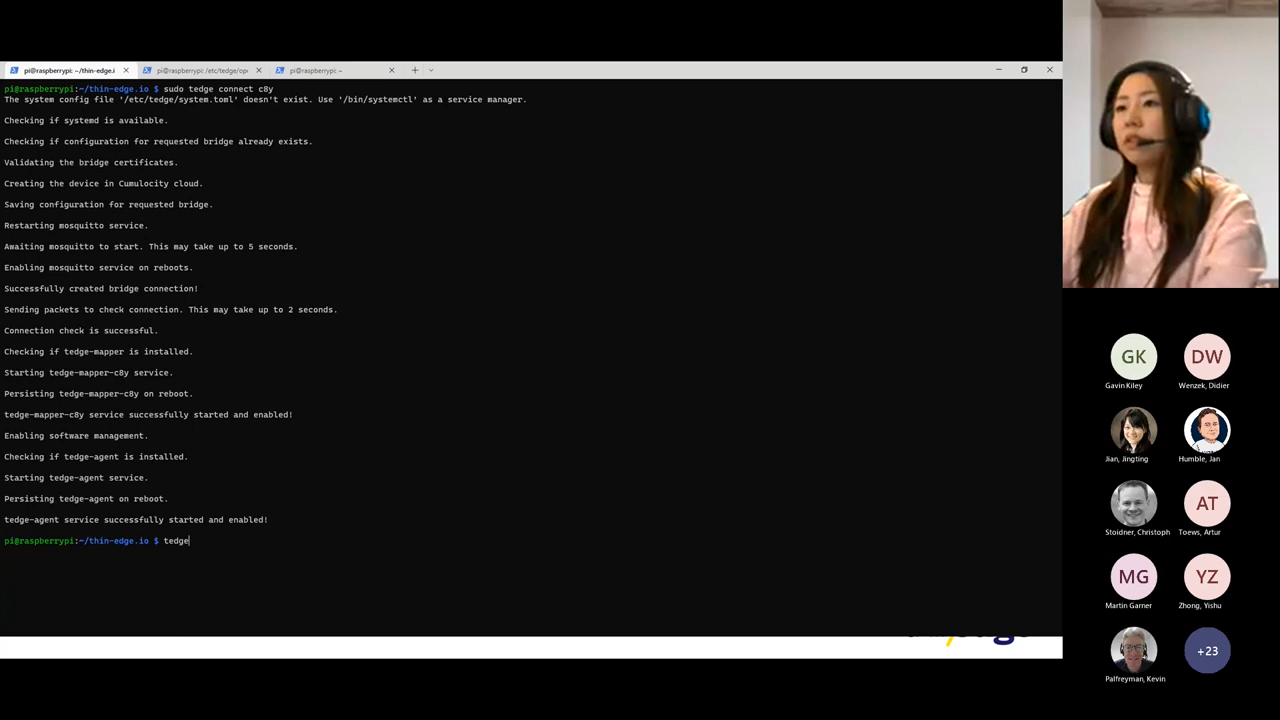 pi@raspberrypi: ~/thin-edge.i
pi@raspberrypi: /etc/tedge/ope
pi@raspberrypi: ~
pi@raspberrypi:~/thin-edge.io $ sudo tedge connect c8y
The system config file '/etc/tedge/system.toml' doesn't exist. Use '/bin/systemctl' as a service manager.
Checking if systemd is available.
Checking if configuration for requested bridge already exists.
Validating the bridge certificates.
Creating the device in Cumulocity cloud.
Saving configuration for requested bridge.
Restarting mosquitto service.
Awaiting mosquitto to start. This may take up to 5 seconds.
Enabling mosquitto service on reboots.
Successfully created bridge connection!
Sending packets to check connection. This may take up to 2 seconds.
Connection check is successful.
Checking if tedge-mapper is installed.
Starting tedge-mapper-c8y service.
Persisting tedge-mapper-c8y on reboot.
tedge-mapper-c8y service successfully started and enabled!
Enabling software management.
Checking if tedge-agent is installed.
Starting tedge-agent service.
Persisting tedge-agent on reboot.
tedge-agent service successfully started and enabled!
pi@raspberrypi:~/thin-edge.io $ tedge
GK
DW
Gavin Kiley
Wenzek, Didier
Jian, Jingting
Humble, Jan
AT
Stoidner, Christoph
Toews, Artur
MG
YZ
Martin Garner
Zhong, Yishu
+23
Palfreyman, Kevin